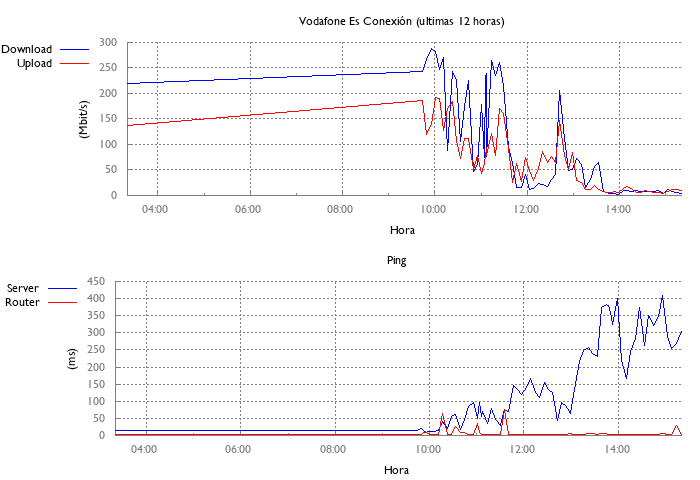 Vodafone Es Conexión (ultimas 12 horas)
Download
Upload
300
250
200
150
100
50
0
(Mbit/s)
04:00 06:00 08:00 10:00 12:00 14:00
Hora
Ping
Server
Router
450
400
350
300
250
200
150
100
50
0
(ms)
04:00 06:00 08:00 10:00 12:00 14:00
Hora